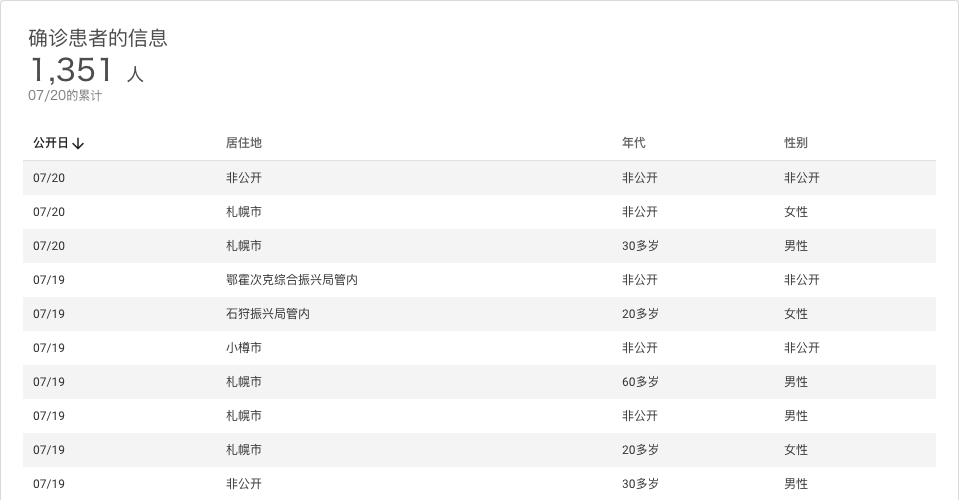 确诊患者的信息
1,351 人
07/20的累计
公开日 居住地 年代 性别
07/20 非公开 非公开 非公开
07/20 札幌市 非公开 女性
07/20 札幌市 30多岁 男性
07/19 鄂霍次克综合振兴局管内 非公开 非公开
07/19 石狩振兴局管内 20多岁 女性
07/19 小樽市 非公开 非公开
07/19 札幌市 60多岁 男性
07/19 札幌市 非公开 男性
07/19 札幌市 20多岁 女性
07/19 非公开 30多岁 男性